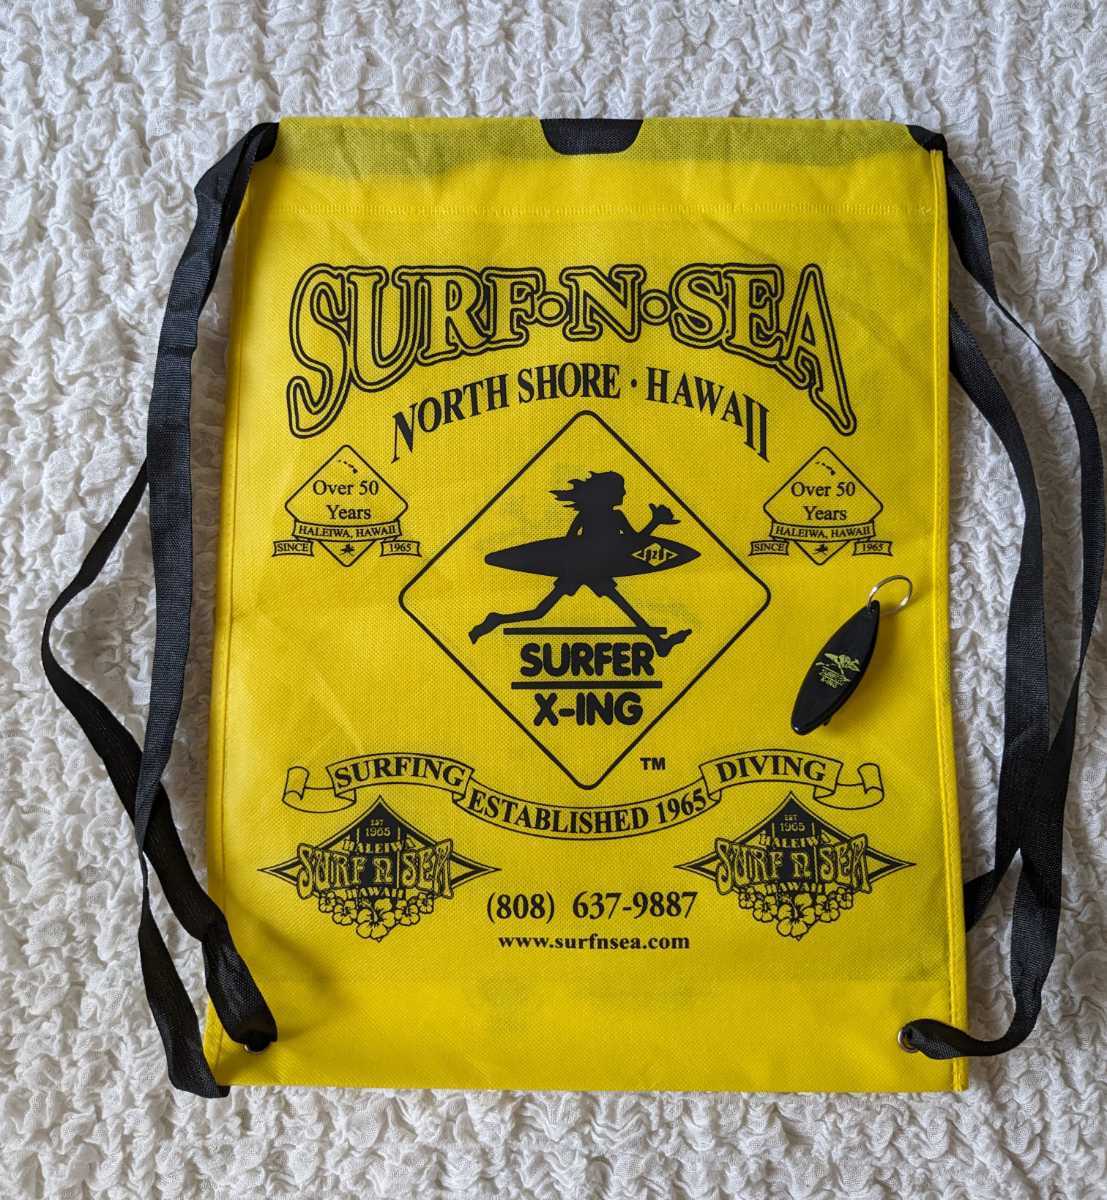 SURF•N•SEA
NORTH SHORE • HAWAII
Over 50
Years
HALEIWA, HAWAII
SINCE 1965
Over 50
Years
HALEIWA, HAWAII
SINCE 1965
SURFER
X-ING
TM
SURFING ESTABLISHED 1965 DIVING
EST
1965
HALEIWA
SURF N SEA
HAWAII
EST
1965
HALEIWA
SURF N SEA
HAWAII
(808) 637-9887
www.surfnsea.com